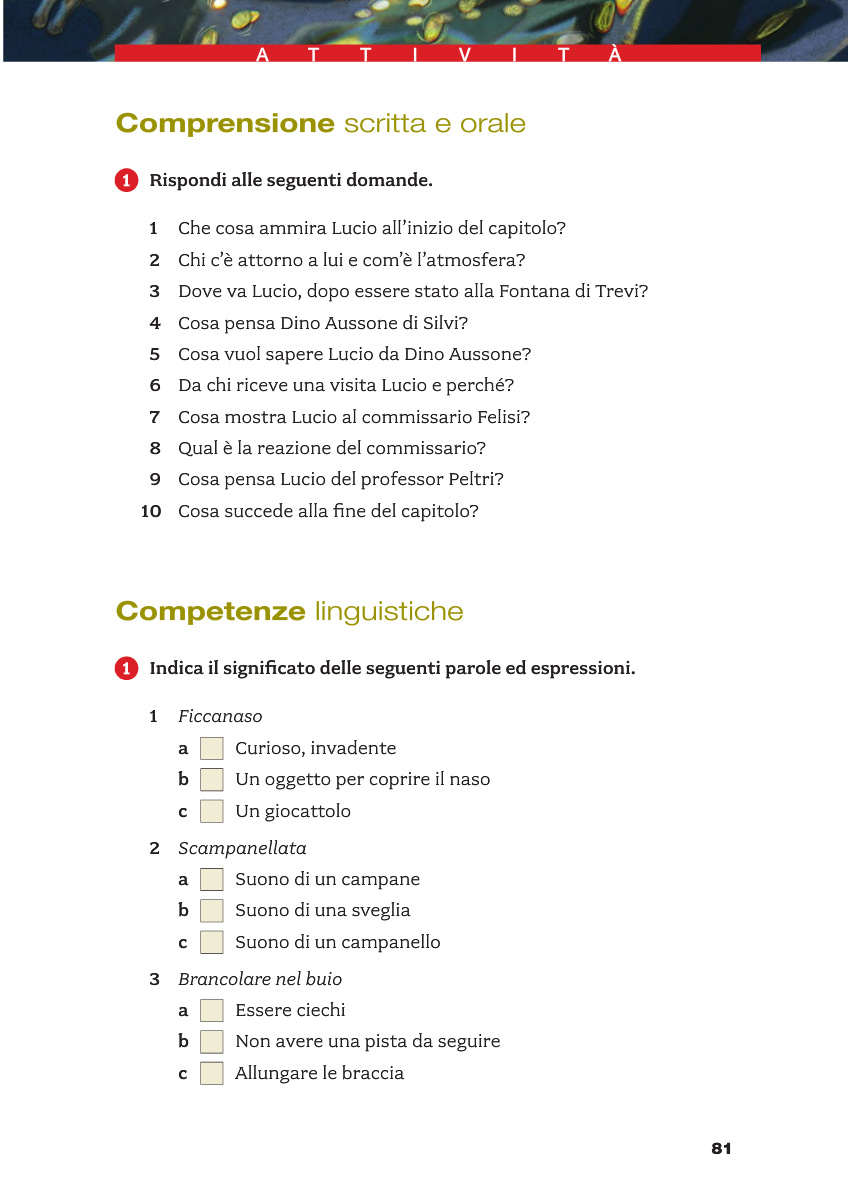 ATTIVITÀ
Comprensione scritta e orale
1 Rispondi alle seguenti domande.
1 Che cosa ammira Lucio all’inizio del capitolo?
2 Chi c’è attorno a lui e com’è l’atmosfera?
3 Dove va Lucio, dopo essere stato alla Fontana di Trevi?
4 Cosa pensa Dino Aussone di Silvi?
5 Cosa vuol sapere Lucio da Dino Aussone?
6 Da chi riceve una visita Lucio e perché?
7 Cosa mostra Lucio al commissario Felisi?
8 Qual è la reazione del commissario?
9 Cosa pensa Lucio del professor Peltri?
10 Cosa succede alla fine del capitolo?
Competenze linguistiche
1 Indica il significato delle seguenti parole ed espressioni.
1 Ficcanaso
a Curioso, invadente
b Un oggetto per coprire il naso
c Un giocattolo
2 Scampanellata
a Suono di un campane
b Suono di una sveglia
c Suono di un campanello
3 Brancolare nel buio
a Essere ciechi
b Non avere una pista da seguire
c Allungare le braccia
81